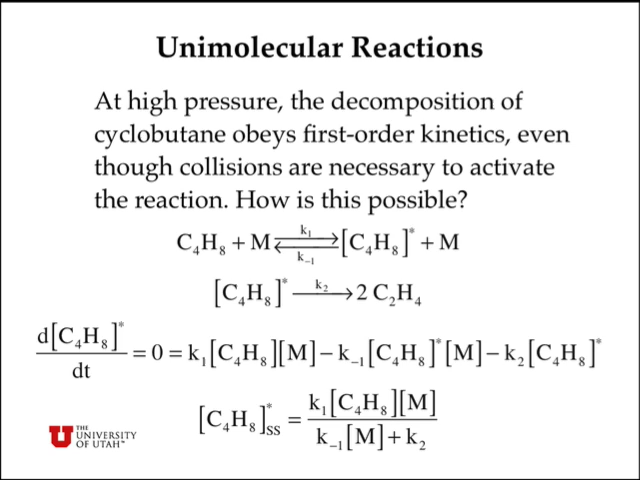 Unimolecular Reactions
At high pressure, the decomposition of
cyclobutane obeys first-order kinetics, even
though collisions are necessary to activate
the reaction. How is this possible?
C₄H₈ + M ⇌ [C₄H₈]* + M (k₁, k₋₁)
[C₄H₈]* —k₂→ 2 C₂H₄
d[C₄H₈]*/dt = 0 = k₁[C₄H₈][M] − k₋₁[C₄H₈]*[M] − k₂[C₄H₈]*
[C₄H₈]*ss = k₁[C₄H₈][M] / k₋₁[M] + k₂
U THE
UNIVERSITY
OF UTAH™